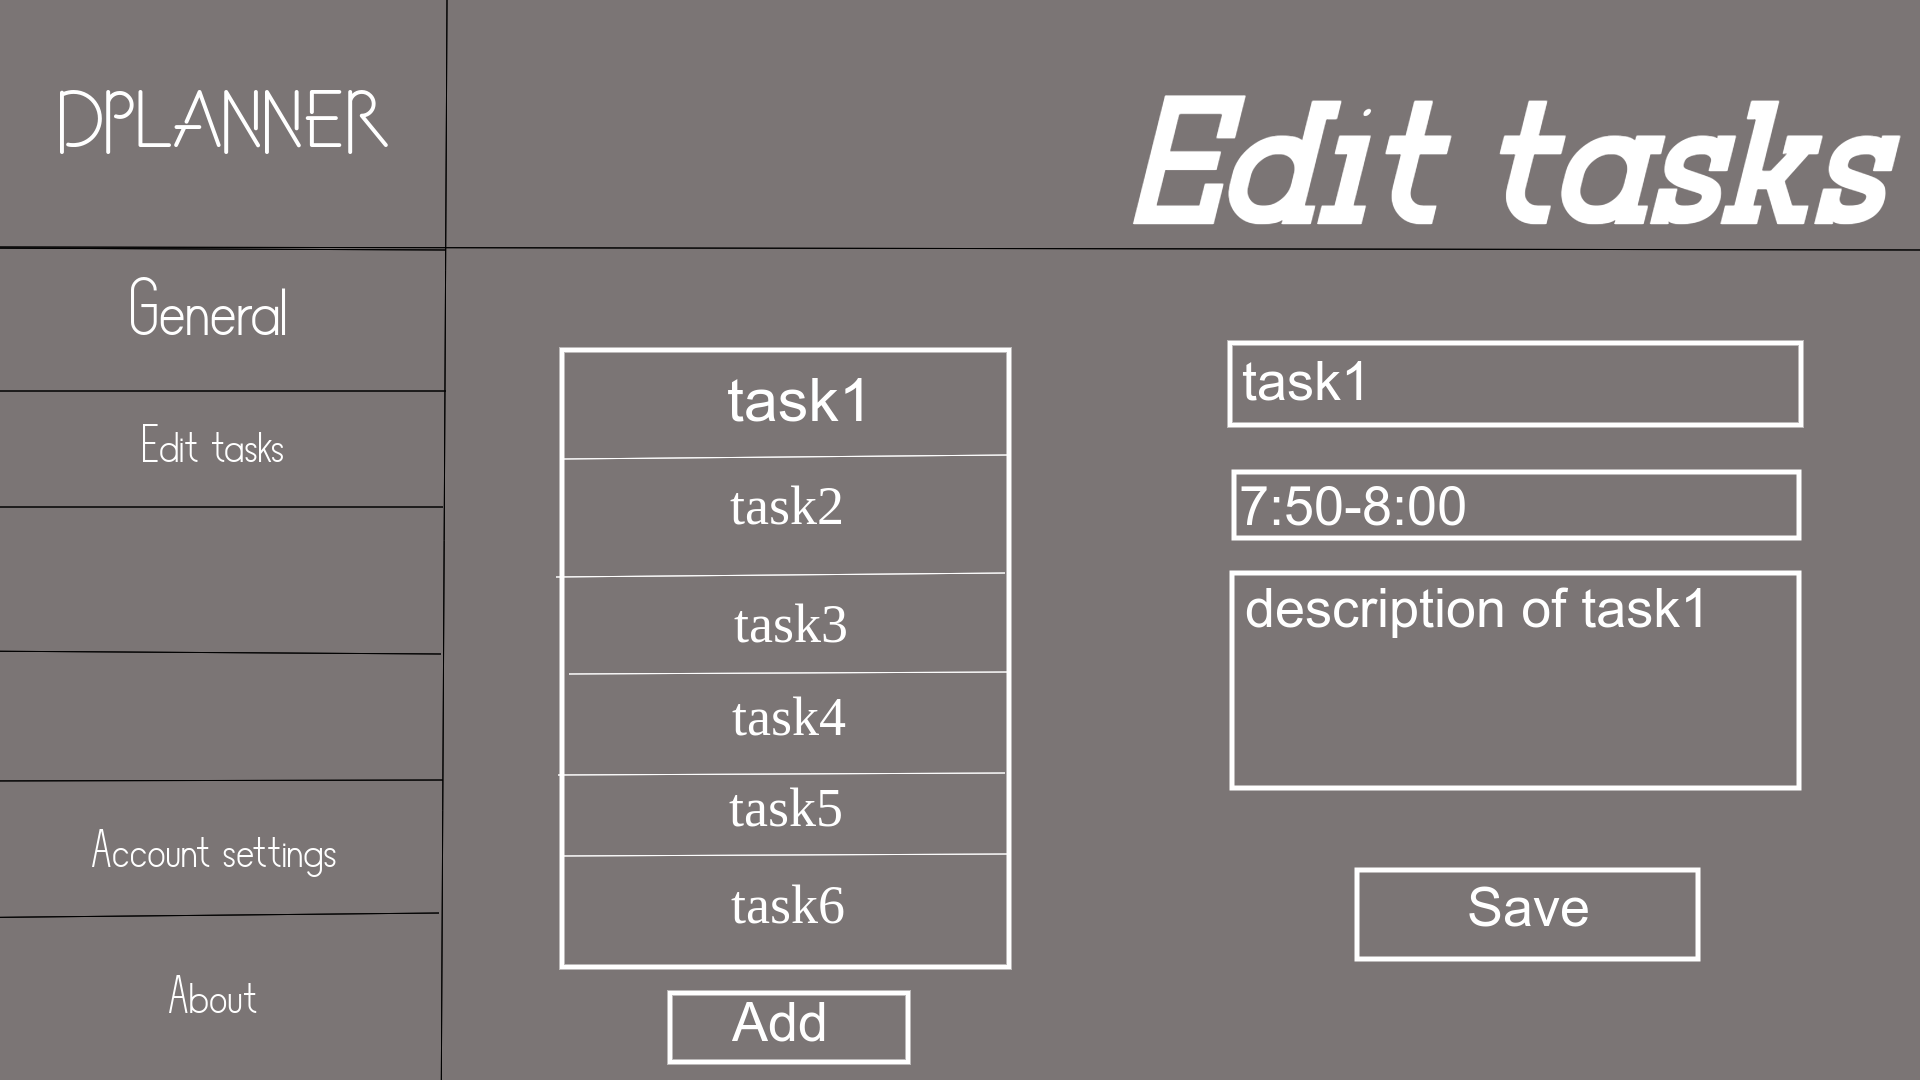 DPLANNER
Edit tasks
General
Edit tasks
Account settings
About
task1
task2
task3
task4
task5
task6
Add
task1
7:50-8:00
description of task1
Save